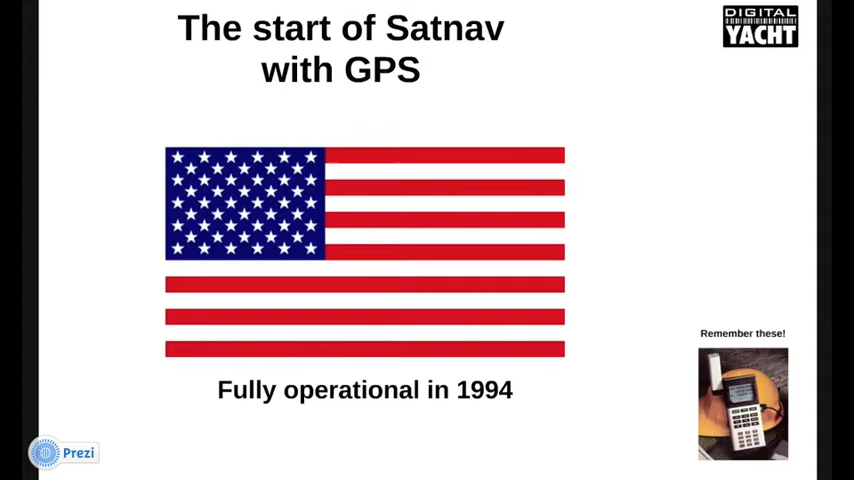 The start of Satnav
with GPS
DIGITAL
YACHT
Remember these!
Fully operational in 1994
Prezi